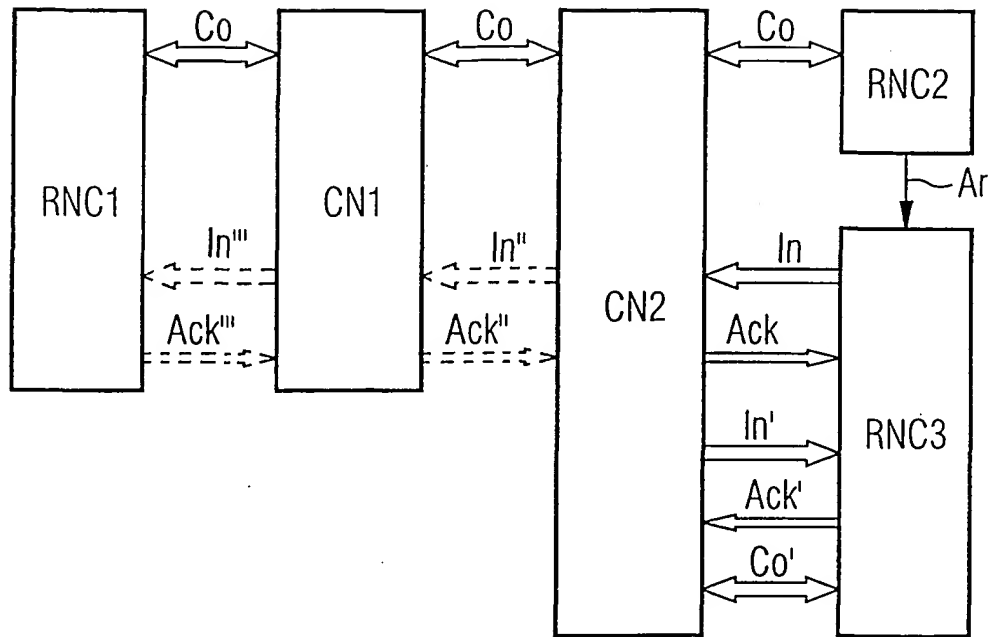 Co
Co
Co
RNC2
RNC1
CN1
Ar
In'''
In''
In
CN2
Ack'''
Ack''
Ack
RNC3
In'
Ack'
Co'